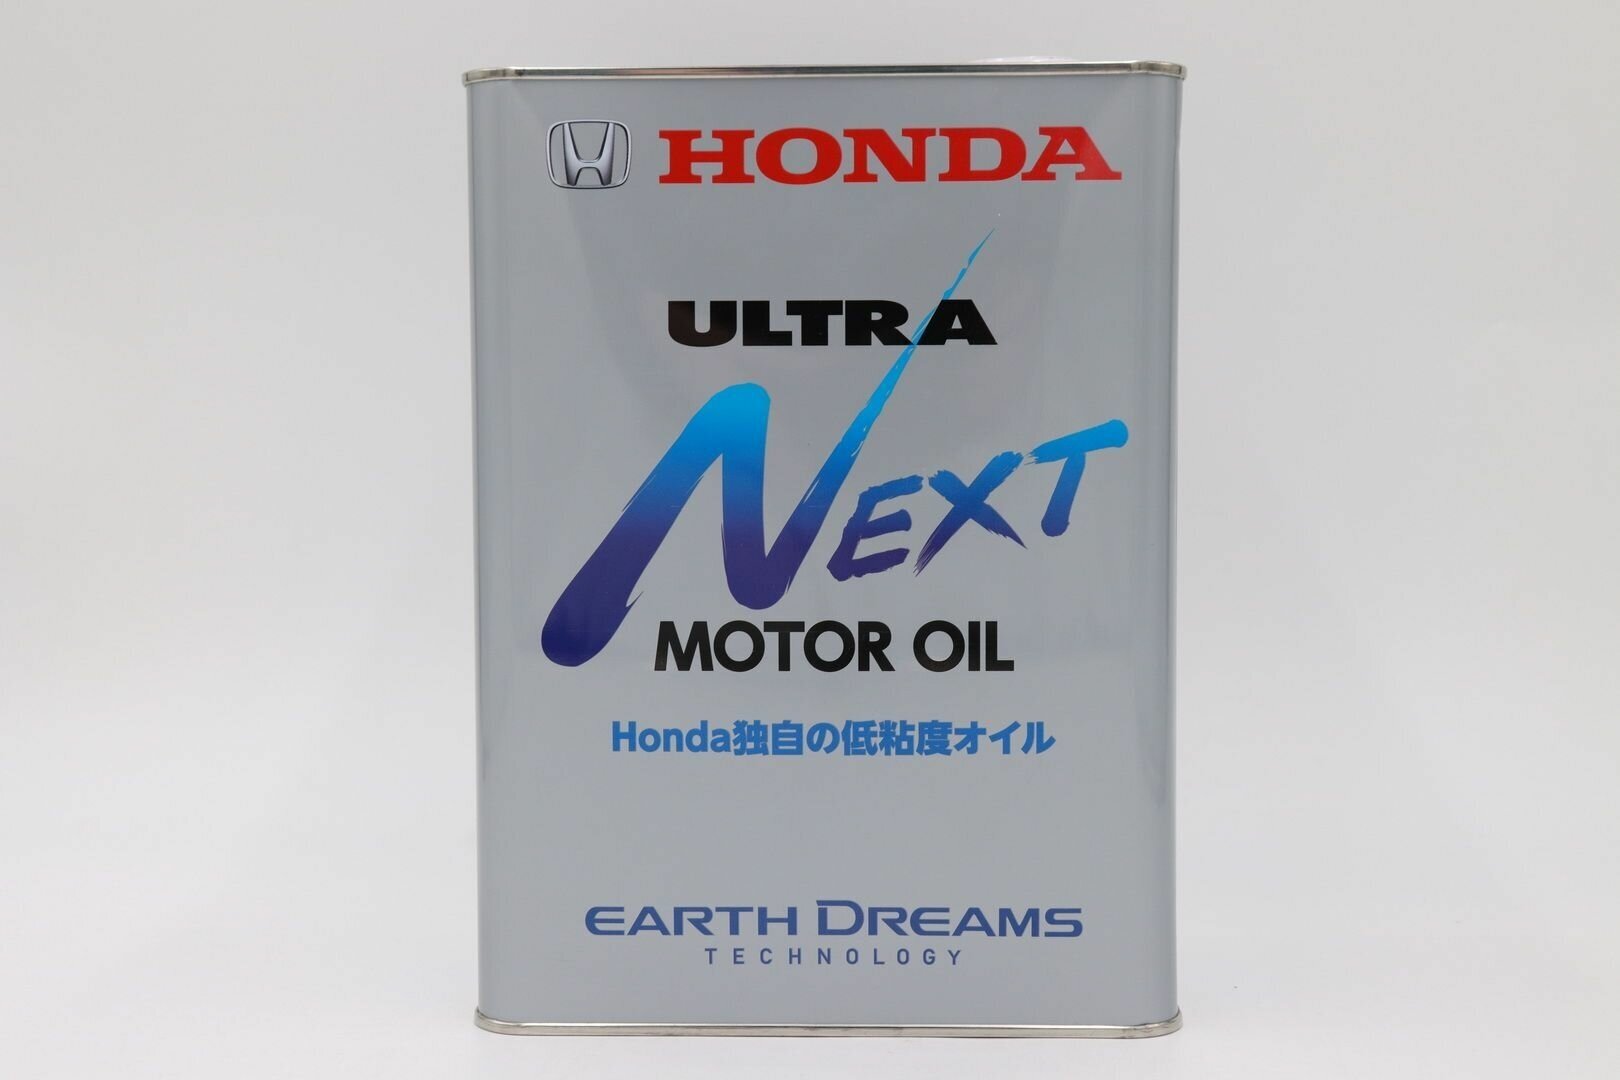 HONDA
ULTRA
NEXT
MOTOR OIL
Honda独自の低粘度オイル
EARTH DREAMS
TECHNOLOGY